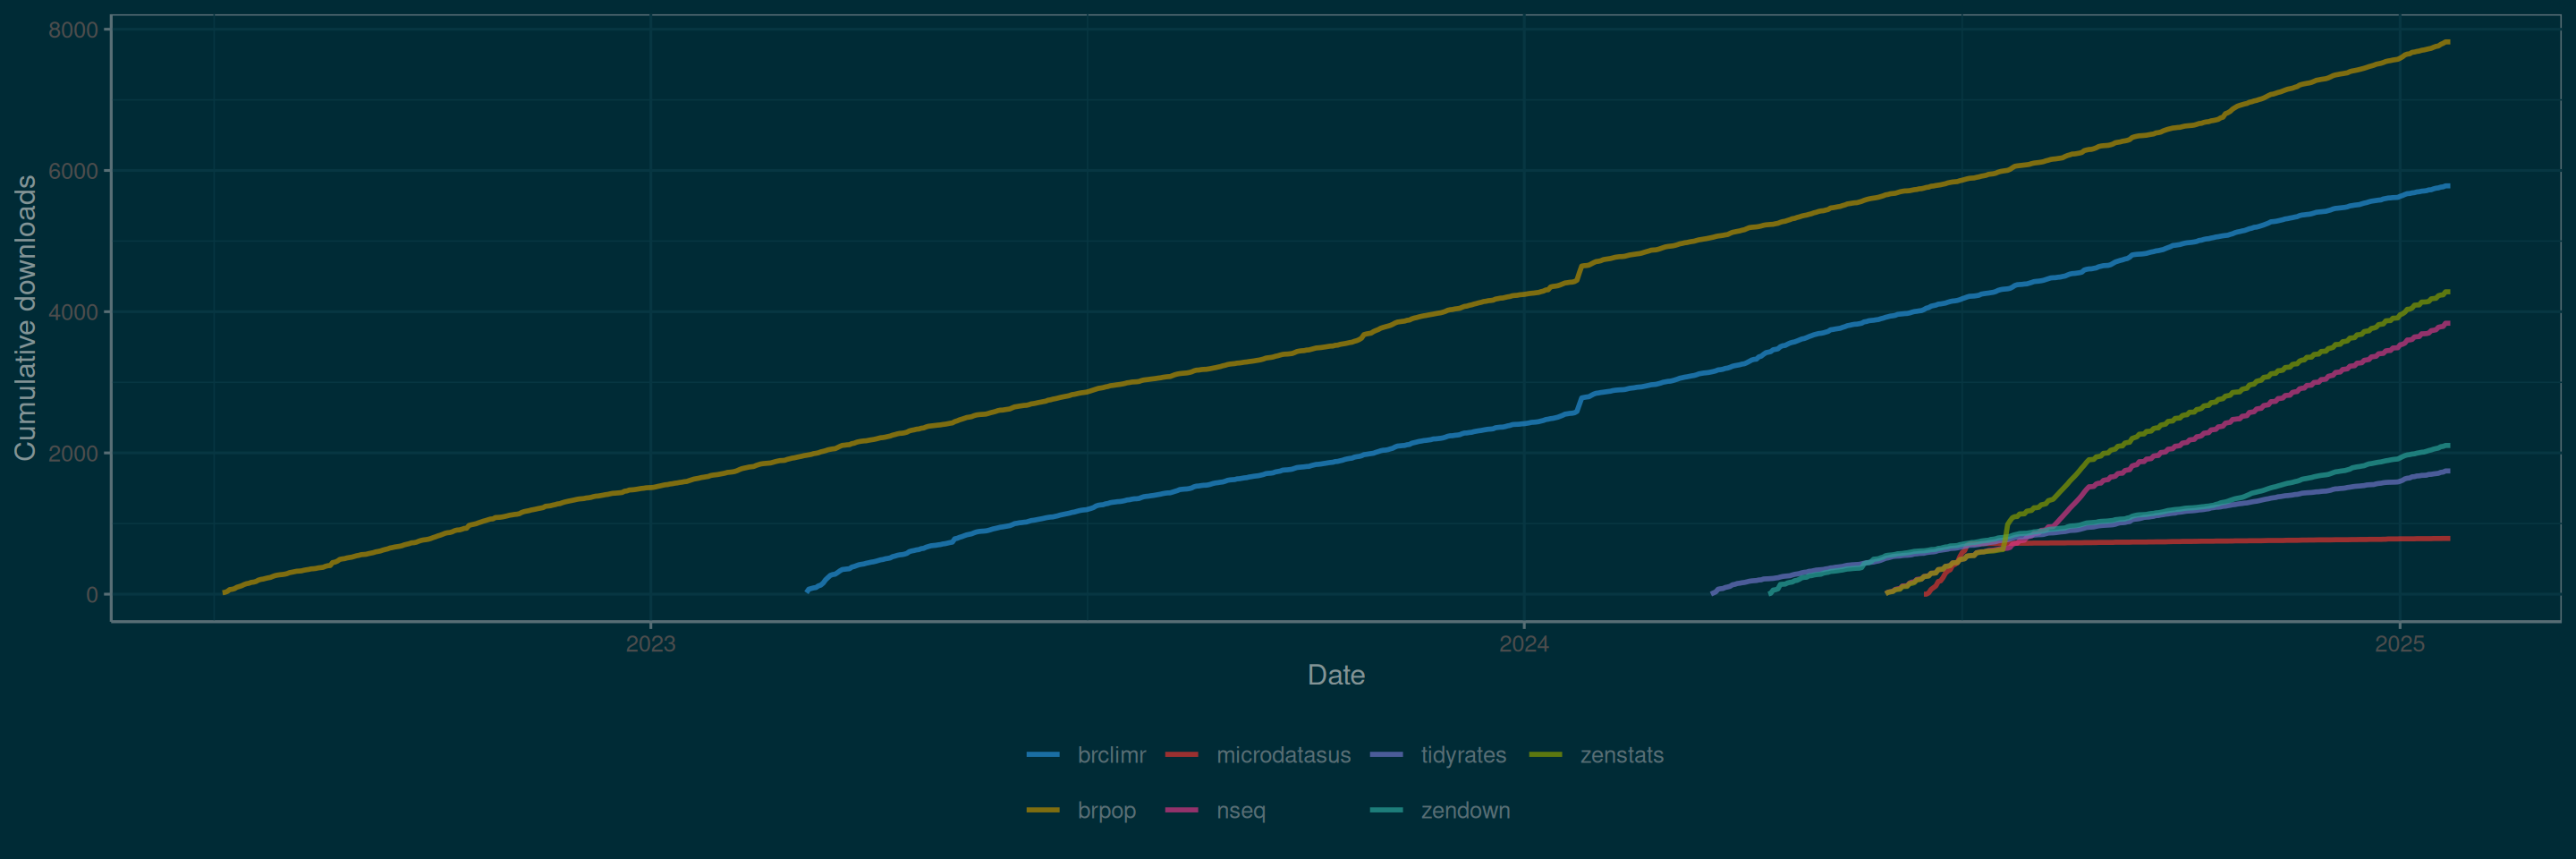 8000
6000
4000
2000
0
Cumulative downloads
2023 2024 2025
Date
brclimr microdatasus tidyrates zenstats
brpop nseq zendown